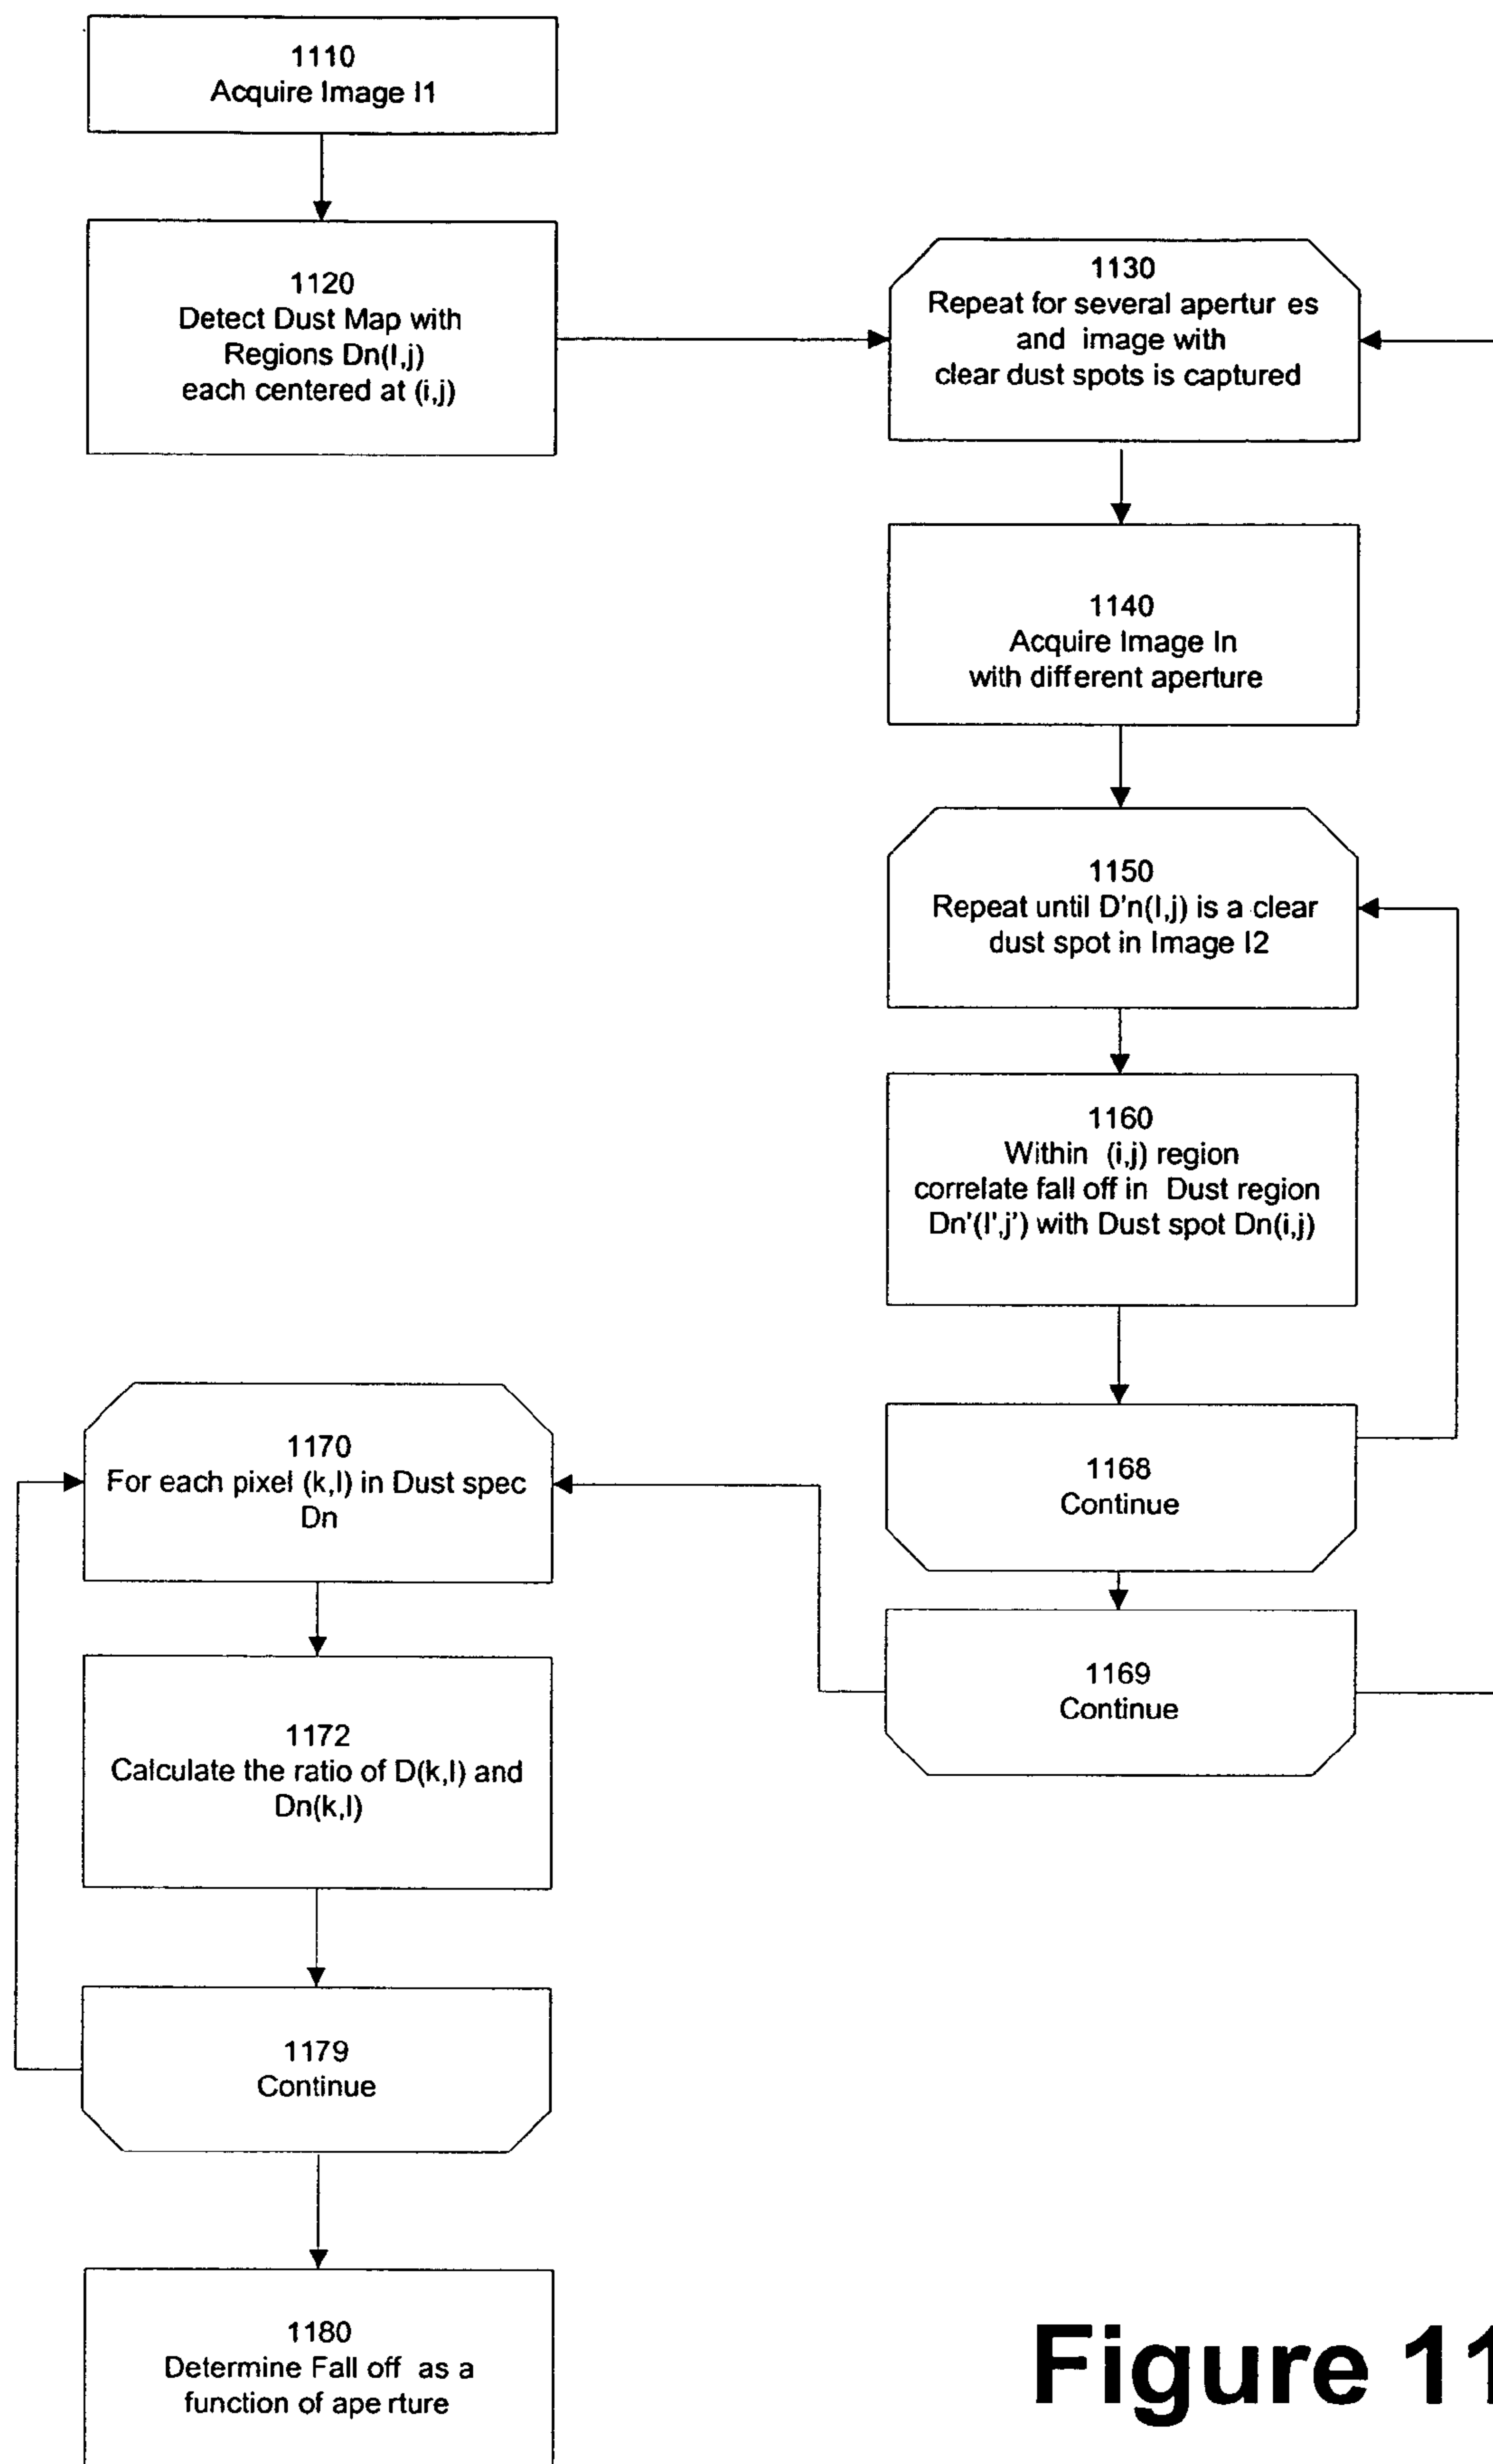 1110
Acquire Image I1
1120
Detect Dust Map with
Regions Dn(I,j)
each centered at (i,j)
1130
Repeat for several apertur es
and image with
clear dust spots is captured
1140
Acquire Image In
with different aperture
1150
Repeat until D'n(I,j) is a clear
dust spot in Image I2
1160
Within (i,j) region
correlate fall off in Dust region
Dn'(I',j') with Dust spot Dn(i,j)
1168
Continue
1169
Continue
1170
For each pixel (k,l) in Dust spec
Dn
1172
Calculate the ratio of D(k,l) and
Dn(k,l)
1179
Continue
1180
Determine Fall off as a
function of ape rture
Figure 11